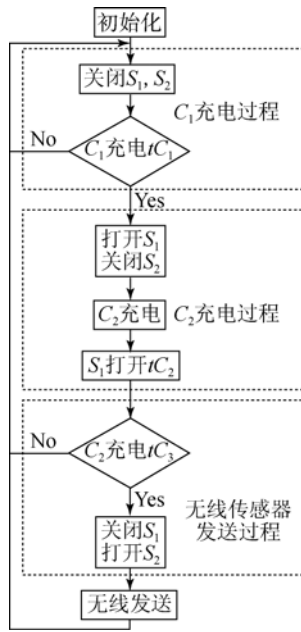 初始化
关闭S₁, S₂
C₁充电过程
No
C₁充电tC₁
Yes
打开S₁
关闭S₂
C₂充电
C₂充电过程
S₁打开tC₂
No
C₂充电tC₃
Yes
无线传感器
发送过程
关闭S₁
打开S₂
无线发送